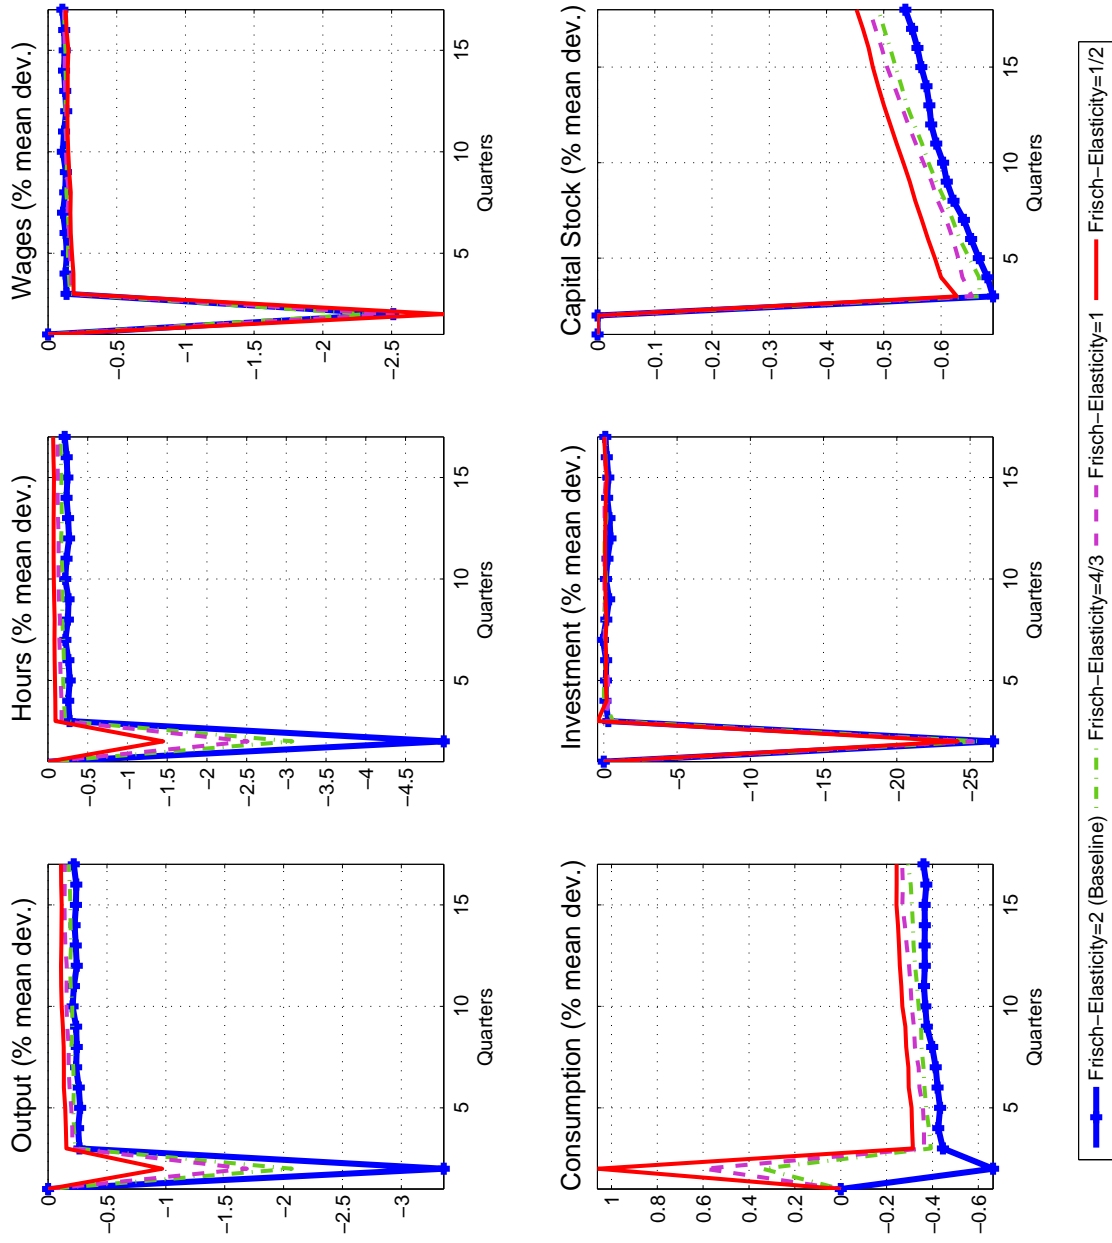 Output (% mean dev.)
0
−0.5
−1
−1.5
−2
−2.5
−3
5 10 15
Quarters
Hours (% mean dev.)
0
−0.5
−1
−1.5
−2
−2.5
−3
−3.5
−4
−4.5
5 10 15
Quarters
Wages (% mean dev.)
0
−0.5
−1
−1.5
−2
−2.5
5 10 15
Quarters
Consumption (% mean dev.)
1
0.8
0.6
0.4
0.2
0
−0.2
−0.4
−0.6
5 10 15
Quarters
Investment (% mean dev.)
0
−5
−10
−15
−20
−25
5 10 15
Quarters
Capital Stock (% mean dev.)
0
−0.1
−0.2
−0.3
−0.4
−0.5
−0.6
5 10 15
Quarters
Frisch−Elasticity=2 (Baseline) Frisch−Elasticity=4/3 Frisch−Elasticity=1 Frisch−Elasticity=1/2